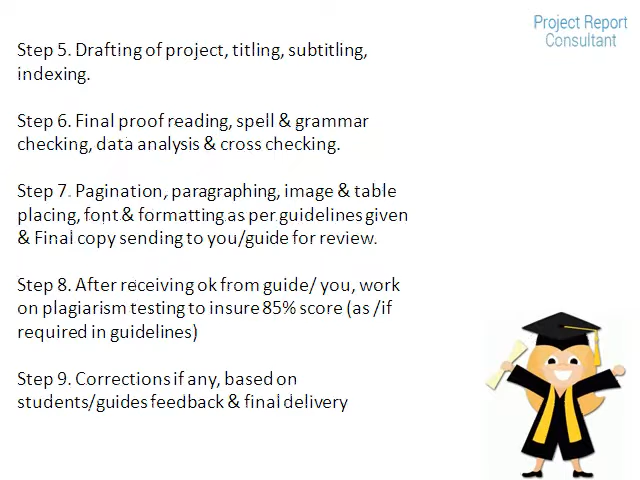 Project Report
Consultant
Step 5. Drafting of project, titling, subtitling,
indexing.
Step 6. Final proof reading, spell & grammar
checking, data analysis & cross checking.
Step 7. Pagination, paragraphing, image & table
placing, font & formatting as per guidelines given
& Final copy sending to you/guide for review.
Step 8. After receiving ok from guide/ you, work
on plagiarism testing to insure 85% score (as /if
required in guidelines)
Step 9. Corrections if any, based on
students/guides feedback & final delivery